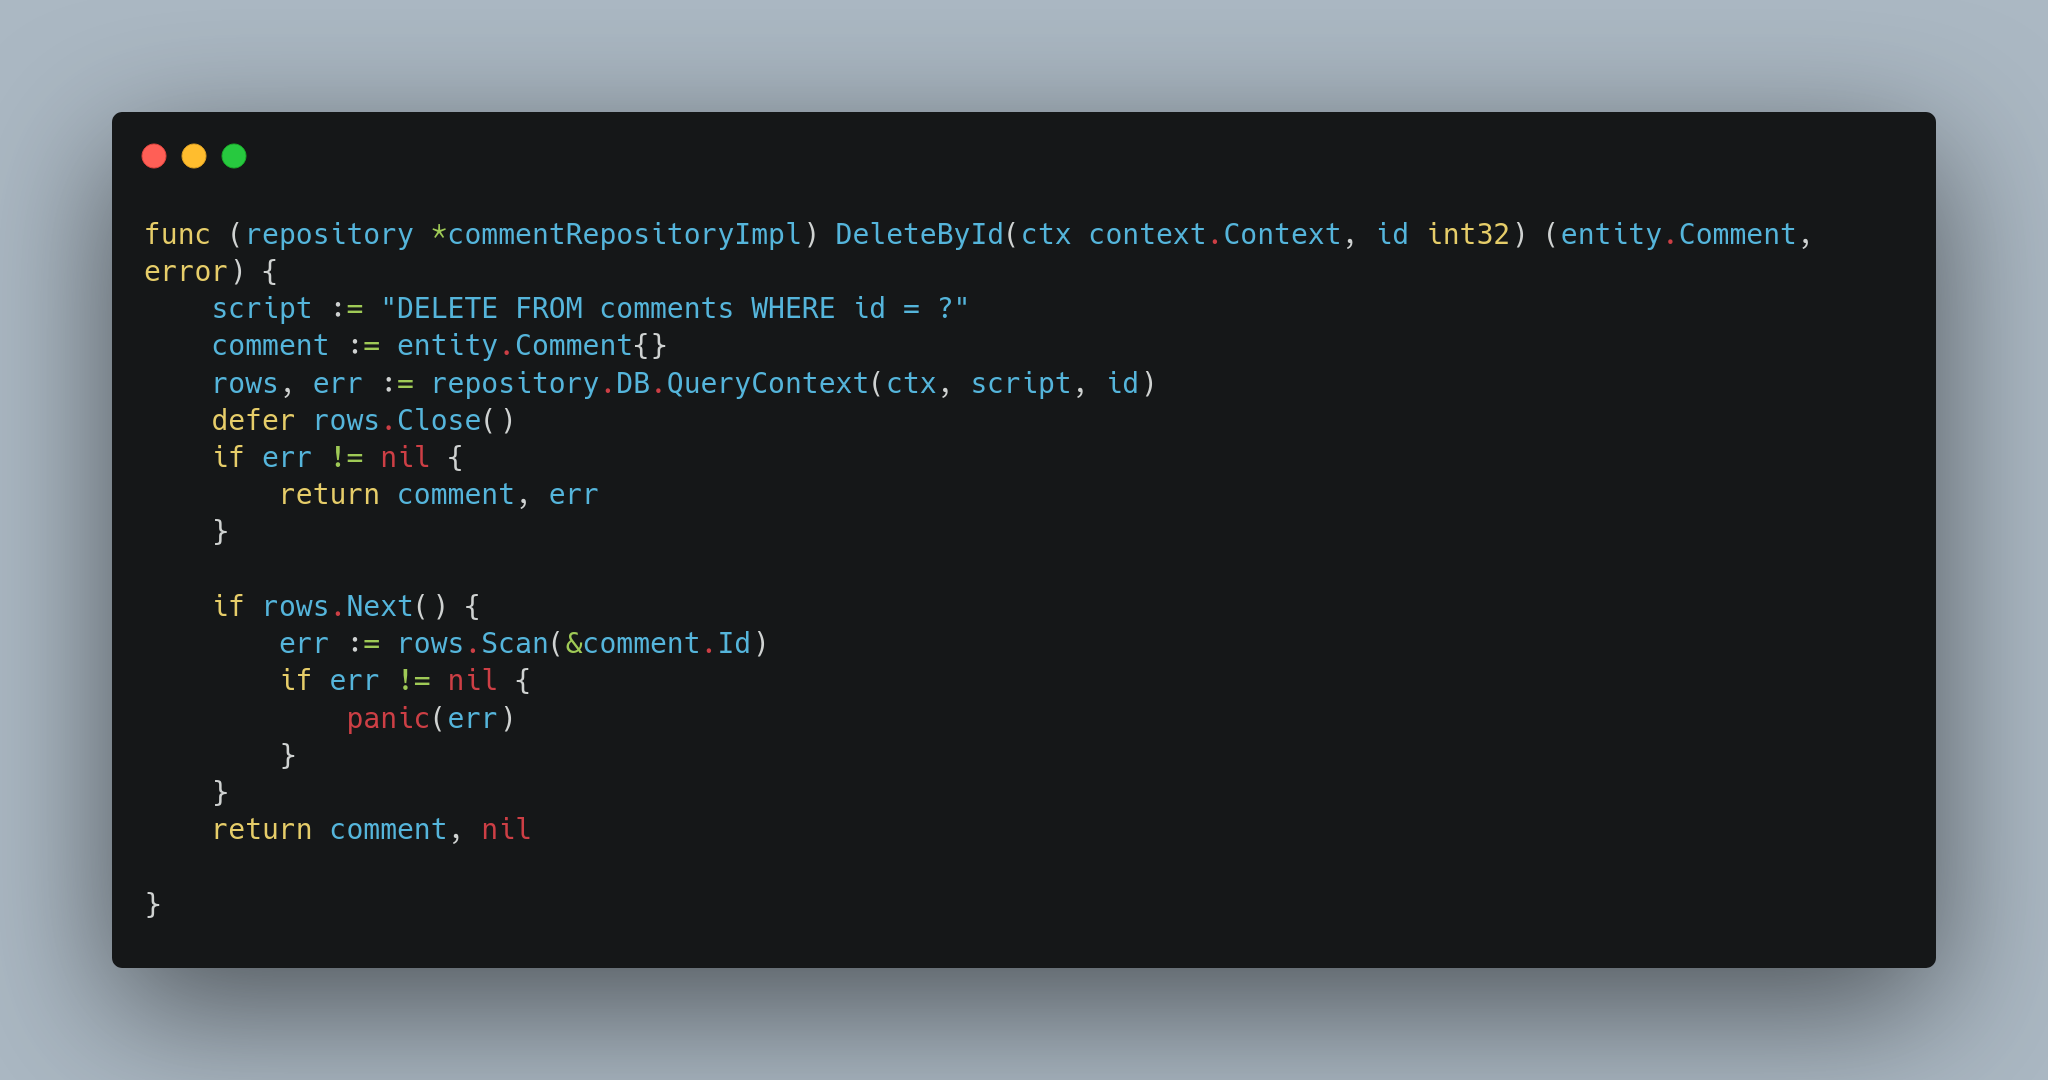 func (repository *commentRepositoryImpl) DeleteById(ctx context.Context, id int32) (entity.Comment,
error) {
    script := "DELETE FROM comments WHERE id = ?"
    comment := entity.Comment{}
    rows, err := repository.DB.QueryContext(ctx, script, id)
    defer rows.Close()
    if err != nil {
        return comment, err
    }

    if rows.Next() {
        err := rows.Scan(&comment.Id)
        if err != nil {
            panic(err)
        }
    }
    return comment, nil

}